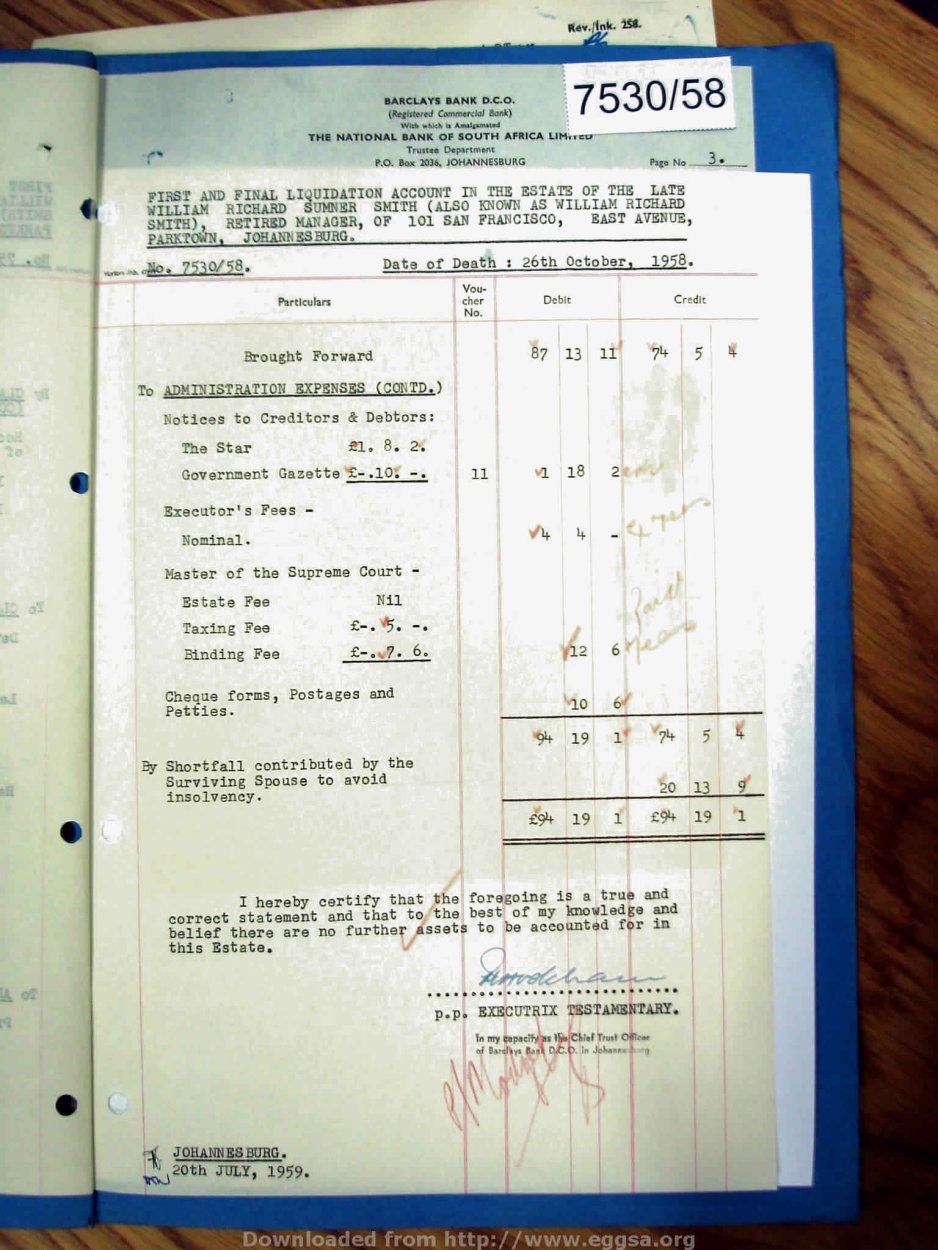 Rev./Ink. 258.
7530/58
BARCLAYS BANK D.C.O.
(Registered Commercial Bank)
With which is Amalgamated
THE NATIONAL BANK OF SOUTH AFRICA LIMITED
Trustee Department
P.O. Box 2036, JOHANNESBURG
Page No. 3.
FIRST AND FINAL LIQUIDATION ACCOUNT IN THE ESTATE OF THE LATE
WILLIAM RICHARD SUMNER SMITH (ALSO KNOWN AS WILLIAM RICHARD
SMITH), RETIRED MANAGER, OF 101 SAN FRANCISCO, EAST AVENUE,
PARKTOWN, JOHANNESBURG.
No. 7530/58. Date of Death : 26th October, 1958.
Particulars Vou-cher No. Debit Credit
Brought Forward 87 13 11 74 5 4
To ADMINISTRATION EXPENSES (CONTD.)
Notices to Creditors & Debtors:
The Star £1. 8. 2.
Government Gazette £-.10. -. 11 1 18 2
Executor's Fees -
Nominal. 4 4 -
Master of the Supreme Court -
Estate Fee Nil
Taxing Fee £-. 5. -.
Binding Fee £-. 7. 6. 12 6
Cheque forms, Postages and
Petties. 10 6
94 19 1 74 5 4
By Shortfall contributed by the
Surviving Spouse to avoid
insolvency. 20 13 9
£94 19 1 £94 19 1
I hereby certify that the foregoing is a true and
correct statement and that to the best of my knowledge and
belief there are no further assets to be accounted for in
this Estate.
p.p. EXECUTRIX TESTAMENTARY.
In my capacity as the Chief Trust Officer
of Barclays Bank D.C.O. in Johannesburg
JOHANNESBURG.
20th JULY, 1959.
Downloaded from http://www.eggsa.org